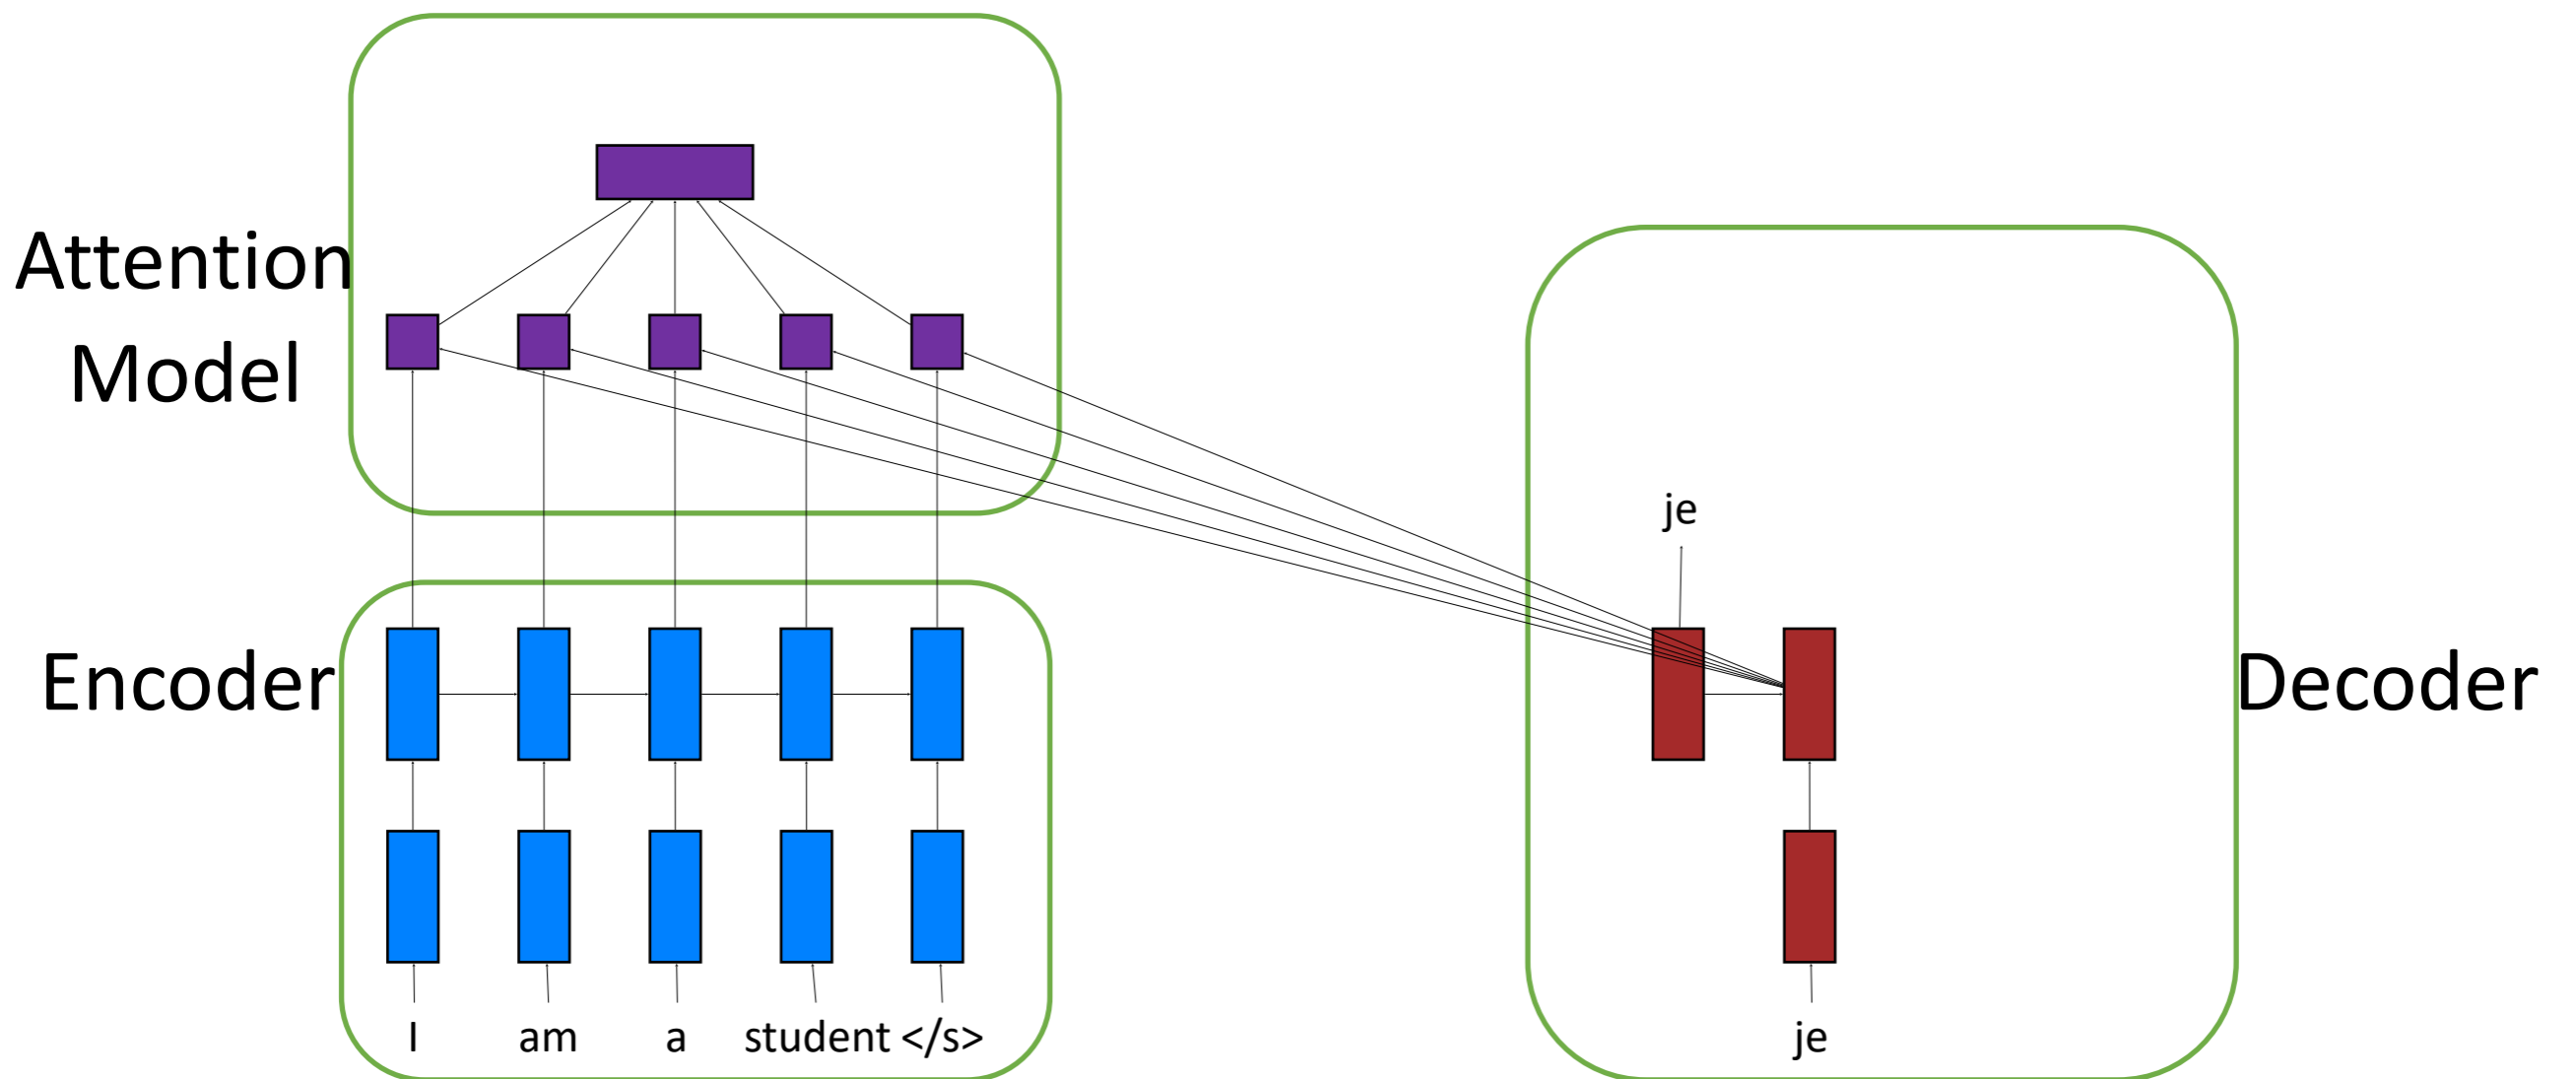 Attention
Model
je
Encoder
Decoder
I am a student </s>
je